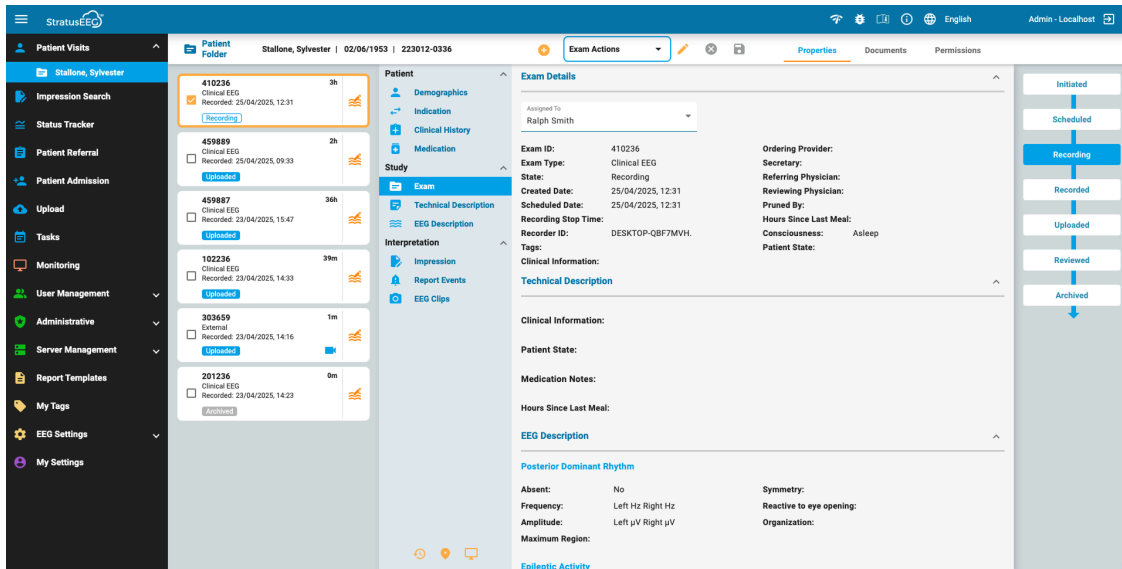 StratusEEG
English
Admin - Localhost
Patient Visits
Stallone, Sylvester
Impression Search
Status Tracker
Patient Referral
Patient Admission
Upload
Tasks
Monitoring
User Management
Administrative
Server Management
Report Templates
My Tags
EEG Settings
My Settings
Patient Folder
Stallone, Sylvester | 02/06/1953 | 223012-0336
Exam Actions
Properties
Documents
Permissions
410236 3h
Clinical EEG
Recorded: 25/04/2025, 12:31
Recording
459889 2h
Clinical EEG
Recorded: 25/04/2025, 09:33
Uploaded
459887 36h
Clinical EEG
Recorded: 23/04/2025, 15:47
Uploaded
102236 39m
Clinical EEG
Recorded: 23/04/2025, 14:33
Uploaded
303659 1m
External
Recorded: 23/04/2025, 14:16
Uploaded
201236 0m
Clinical EEG
Recorded: 23/04/2025, 14:23
Archived
Patient
Demographics
Indication
Clinical History
Medication
Study
Exam
Technical Description
EEG Description
Interpretation
Impression
Report Events
EEG Clips
Exam Details
Assigned To
Ralph Smith
Exam ID: 410236 Ordering Provider:
Exam Type: Clinical EEG Secretary:
State: Recording Referring Physician:
Created Date: 25/04/2025, 12:31 Reviewing Physician:
Scheduled Date: 25/04/2025, 12:31 Pruned By:
Recording Stop Time: Hours Since Last Meal:
Recorder ID: DESKTOP-QBF7MVH. Consciousness: Asleep
Tags: Patient State:
Clinical Information:
Technical Description
Clinical Information:
Patient State:
Medication Notes:
Hours Since Last Meal:
EEG Description
Posterior Dominant Rhythm
Absent: No Symmetry:
Frequency: Left Hz Right Hz Reactive to eye opening:
Amplitude: Left µV Right µV Organization:
Maximum Region:
Epileptic Activity
Initiated
Scheduled
Recording
Recorded
Uploaded
Reviewed
Archived